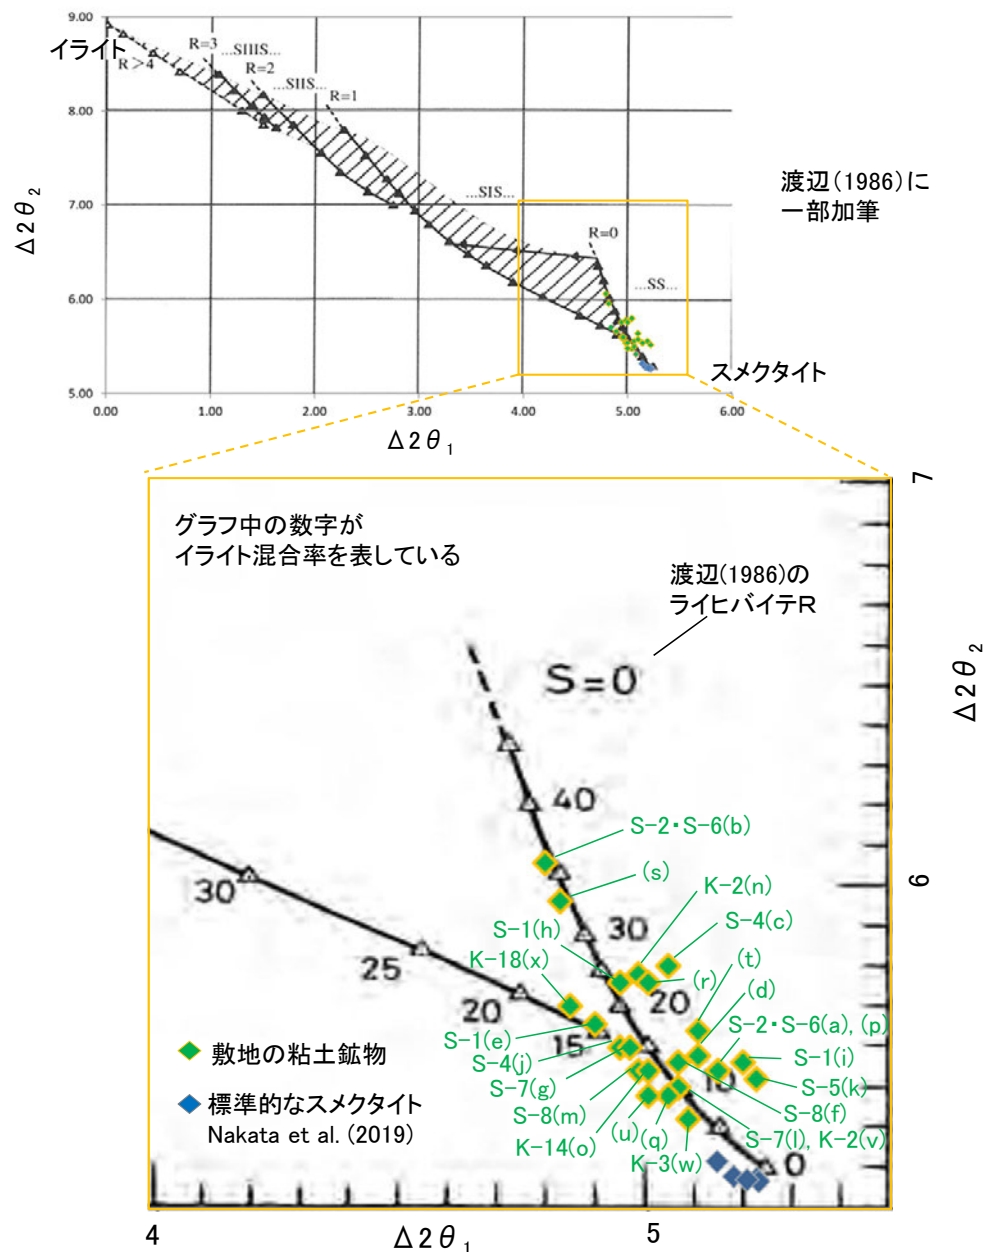 9.00
イライト
R=3
...SIIIS...
R>4
R=2
...SIIS...
R=1
8.00
7.00
...SIS...
R=0
...SS...
6.00
5.00
スメクタイト
0.00
1.00
2.00
3.00
4.00
5.00
6.00
Δ2θ₂
Δ2θ₁
渡辺(1986)に
一部加筆
グラフ中の数字が
イライト混合率を表している
渡辺(1986)の
ライヒバイテR
S=0
7
Δ2θ₂
40
S-2・S-6(b)
(s)
6
30
K-2(n)
30
S-1(h)
S-4(c)
K-18(x)
25
(r)
(t)
20
20
(d)
S-2・S-6(a), (p)
S-1(e)
15
S-1(i)
S-4(j)
10
S-5(k)
S-7(g)
S-8(f)
S-8(m)
(u)
(q)
S-7(l), K-2(v)
K-14(o)
K-3(w)
0
敷地の粘土鉱物
標準的なスメクタイト
Nakata et al. (2019)
4
Δ2θ₁
5